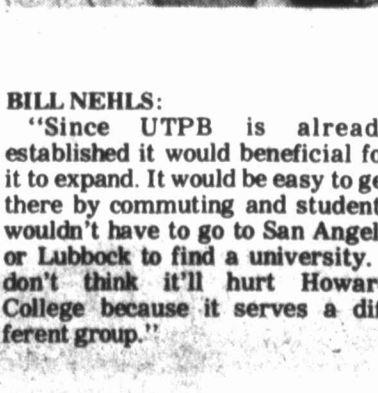 BILL NEHLS:
"Since UTPB is alread
established it would beneficial fo
it to expand. It would be easy to ge
there by commuting and student
wouldn't have to go to San Angel
or Lubbock to find a university.
don't think it'll hurt Howar
College because it serves a dif
ferent group."